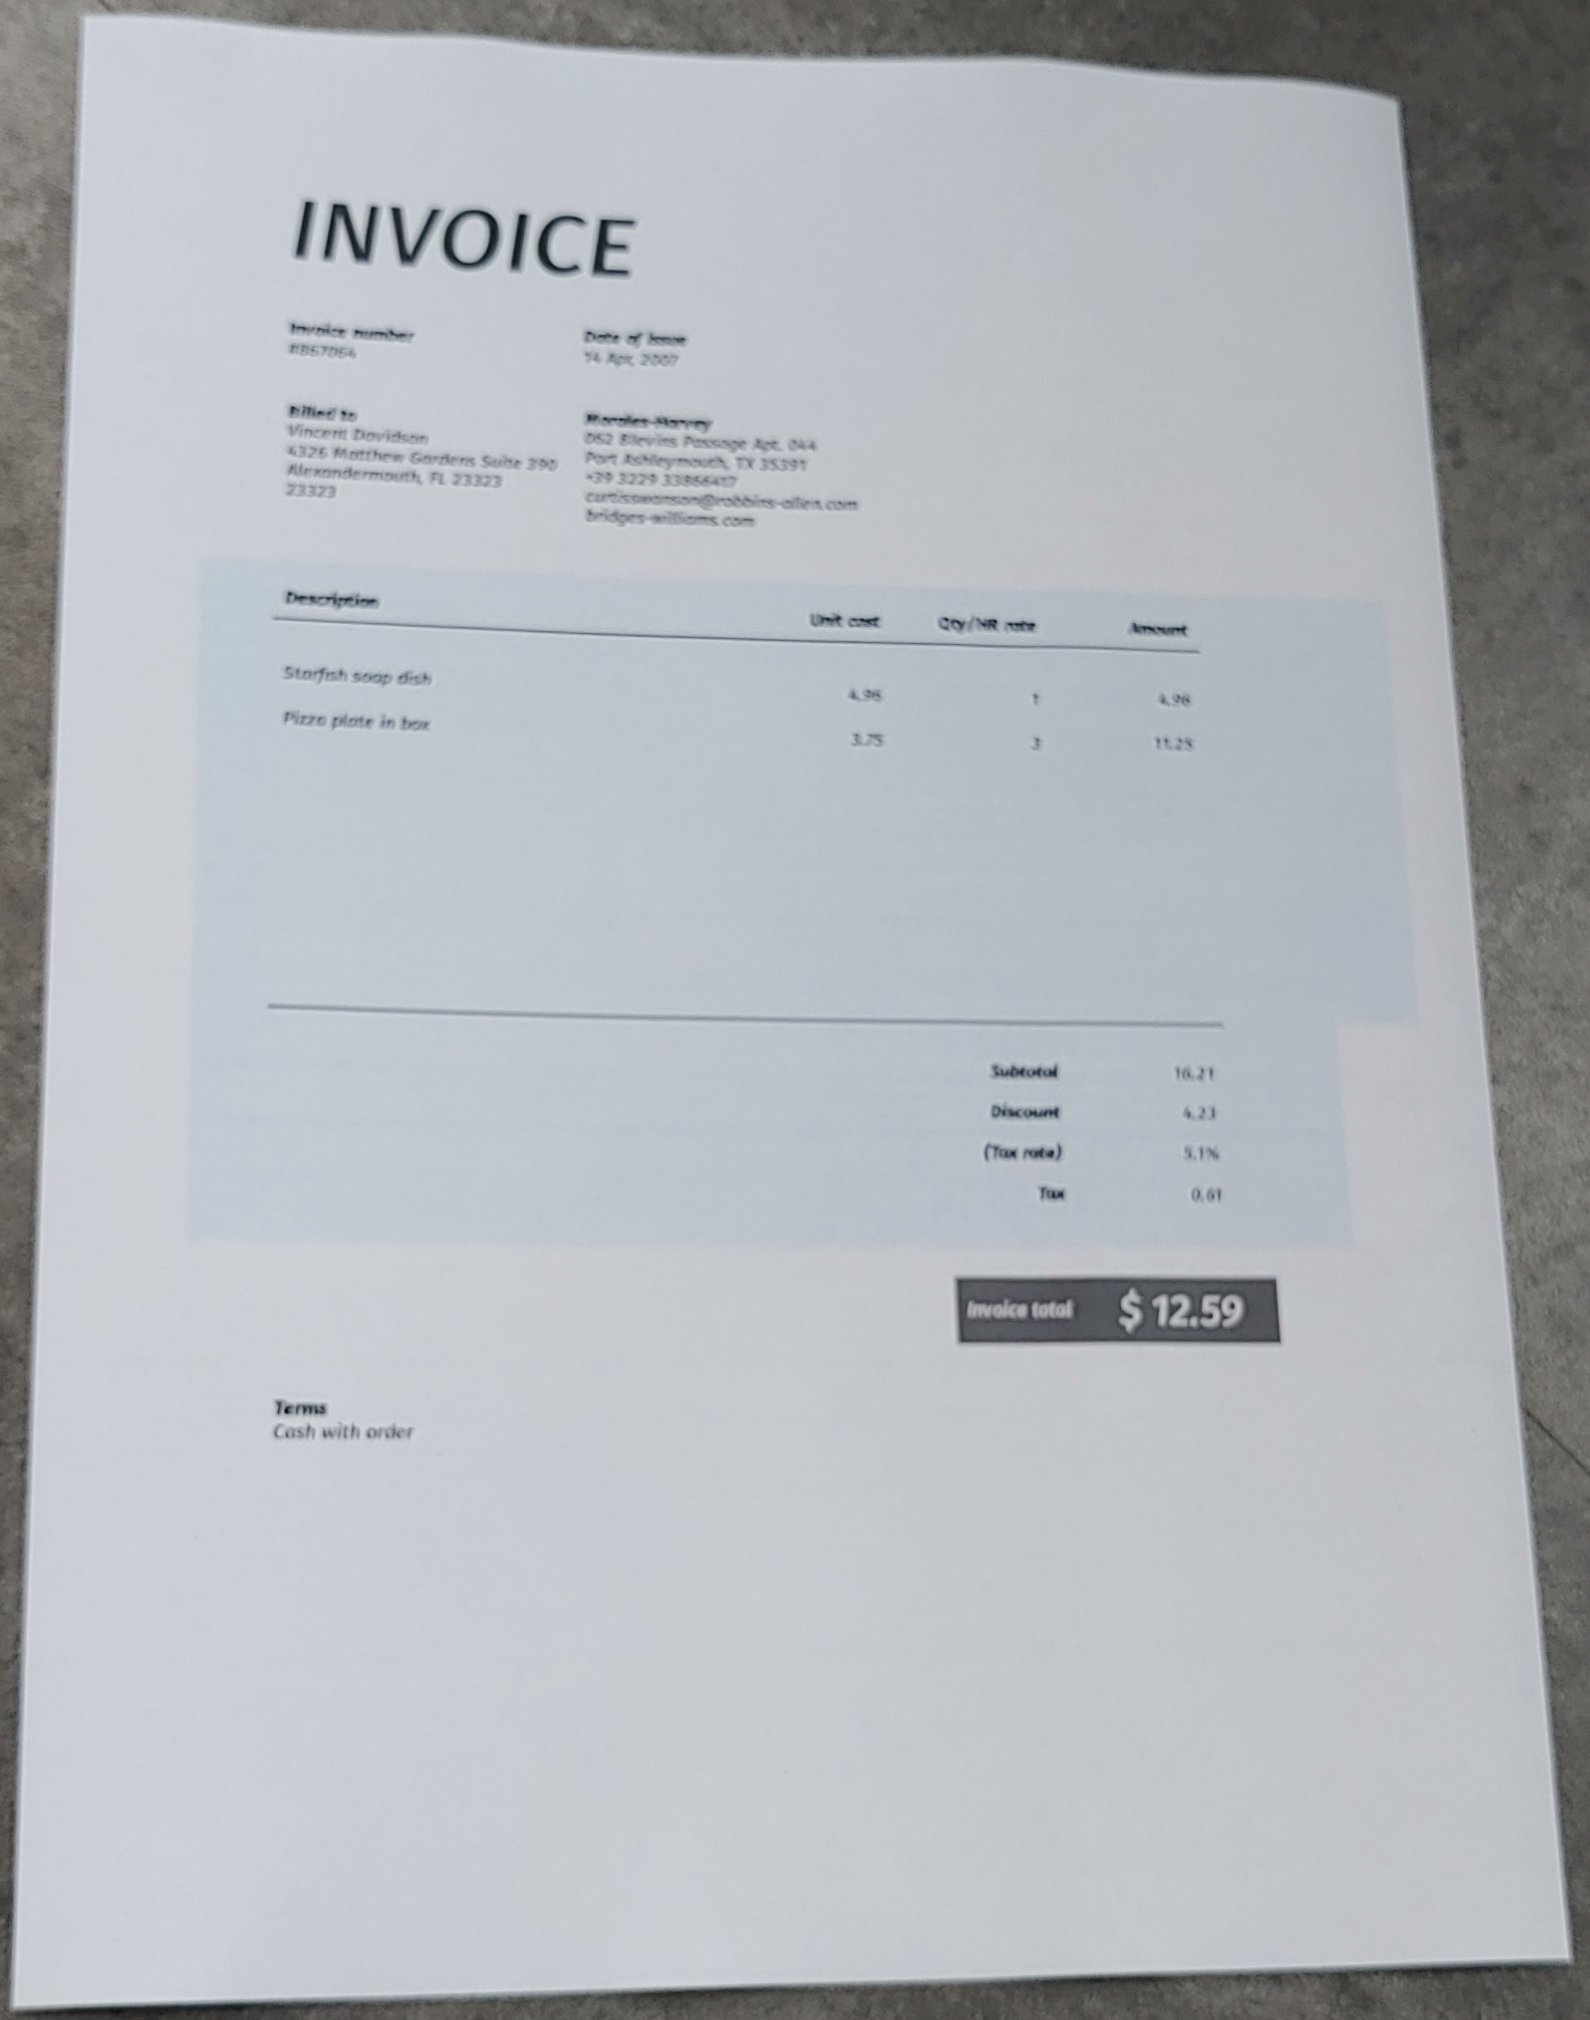 INVOICE
Invoice number
Date of issue
14 Apr, 2007
Billed to
Vincent Davidson
4326 Matthew Gardens Suite 390
Alexandermouth, FL 23323
23323
Morales-Harvey
062 Blevins Passage Apt. 044
Port Ashleymouth, TX 35391
+39 3229 33866417
curtisswanson@robbins-allen.com
bridges-williams.com
Description Unit cost Qty/HR rate Amount
Starfish soap dish 4.96 1 4.96
Pizza plate in box 3.75 3 11.25
Subtotal 16.21
Discount 4.23
(Tax rate) 5.1%
Tax 0.61
Invoice total $ 12.59
Terms
Cash with order